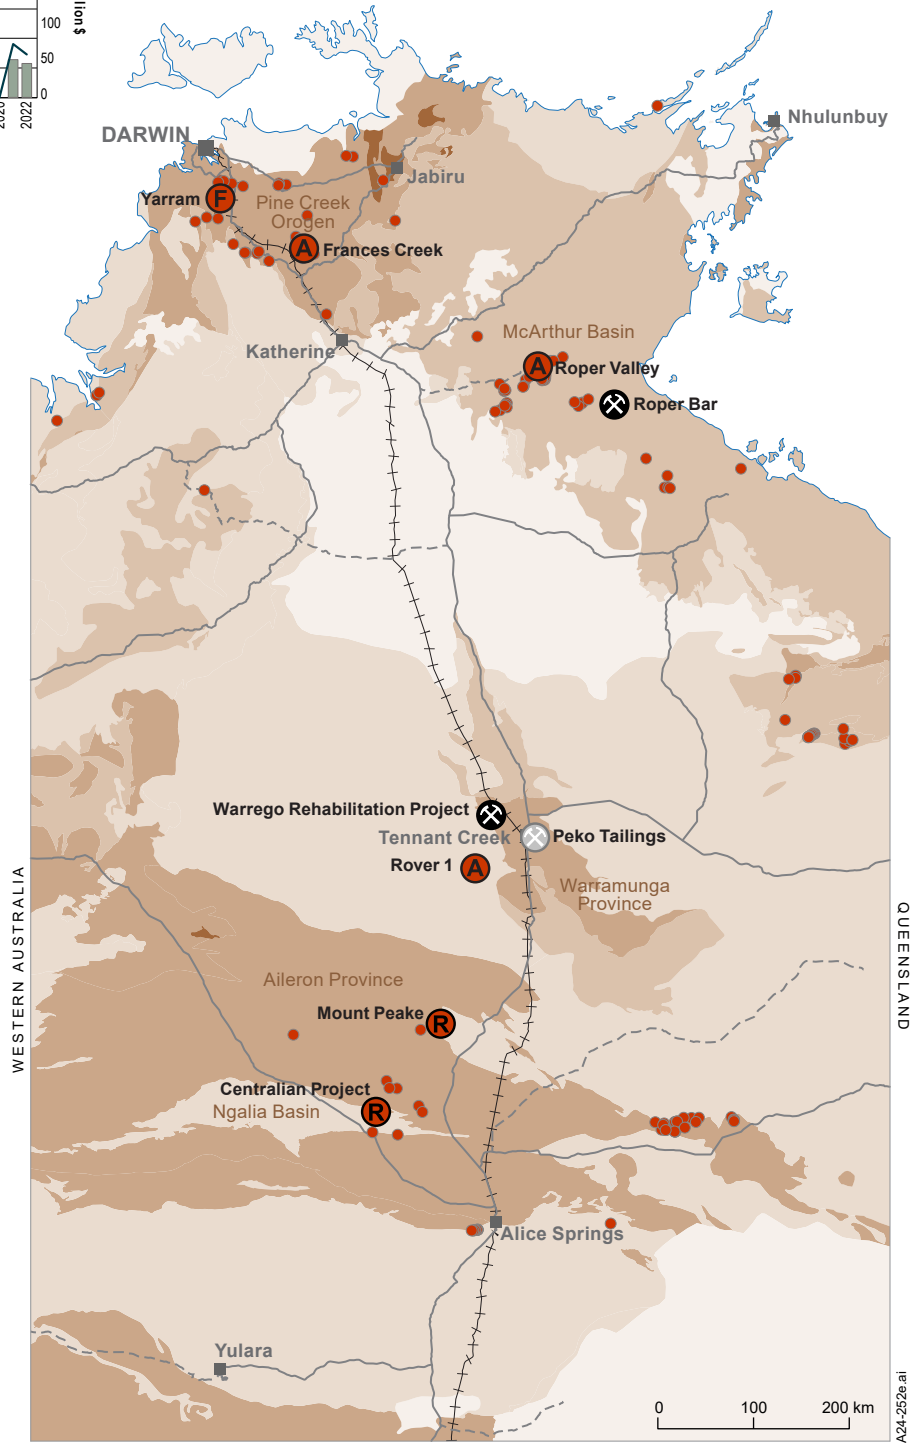 llion $
100
50
0
2020
2022
Nhulunbuy
DARWIN
Jabiru
Yarram
F
Pine Creek
Orogen
A
Frances Creek
McArthur Basin
Katherine
A
Roper Valley
Roper Bar
Warrego Rehabilitation Project
Tennant Creek
Peko Tailings
Rover 1
A
Warramunga
Province
WESTERN AUSTRALIA
QUEENSLAND
Aileron Province
Mount Peake
R
Centralian Project
R
Ngalia Basin
Alice Springs
Yulara
0
100
200 km
A24-252e.ai